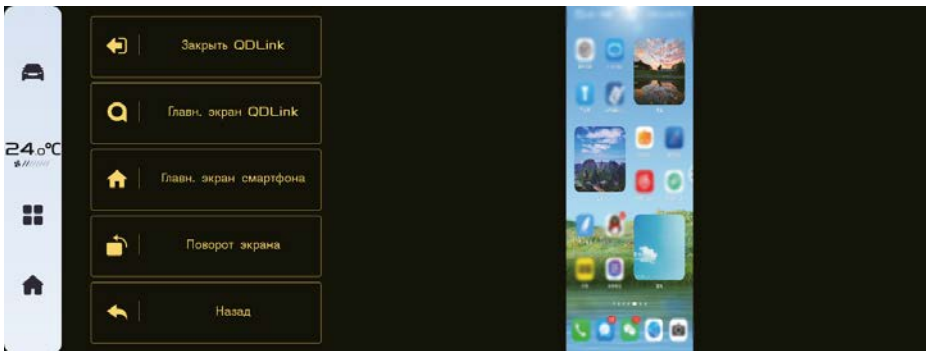 Закрыть QDLink
Главн. экран QDLink
24.0°C
Главн. экран смартфона
Поворот экрана
Назад